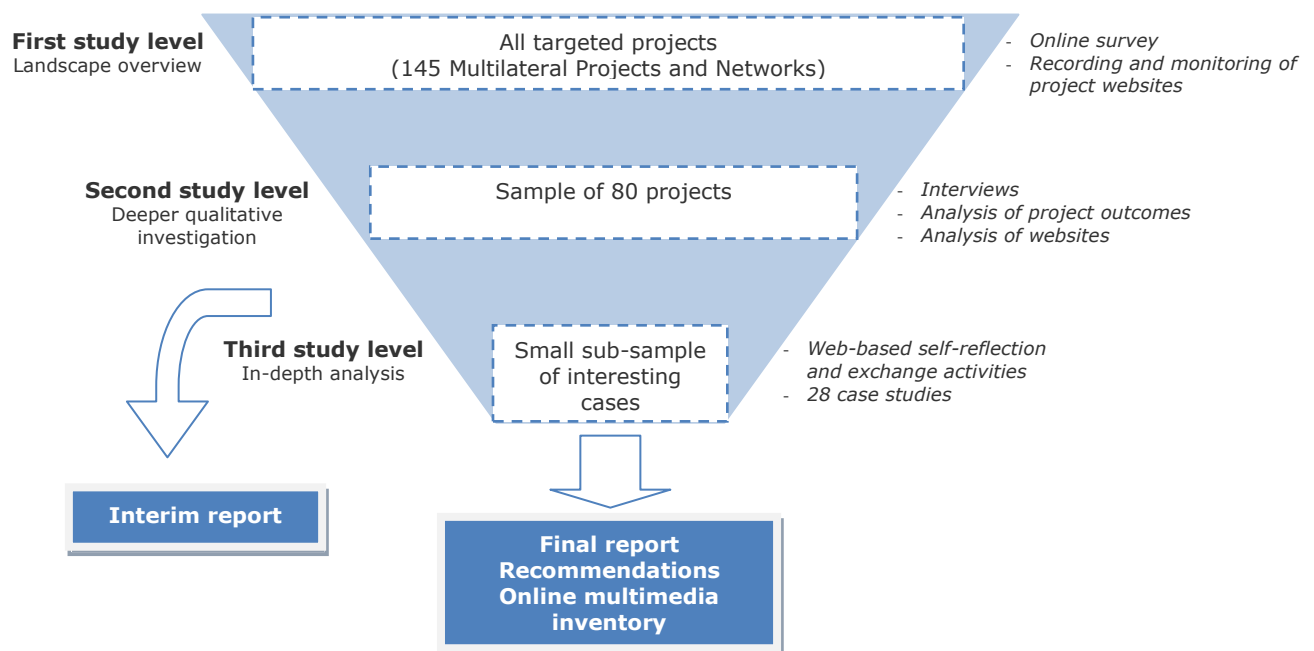 First study level
Landscape overview
All targeted projects
(145 Multilateral Projects and Networks)
- Online survey
- Recording and monitoring of
project websites
Second study level
Deeper qualitative
investigation
Sample of 80 projects
- Interviews
- Analysis of project outcomes
- Analysis of websites
Third study level
In-depth analysis
Small sub-sample
of interesting
cases
- Web-based self-reflection
and exchange activities
- 28 case studies
Interim report
Final report
Recommendations
Online multimedia
inventory